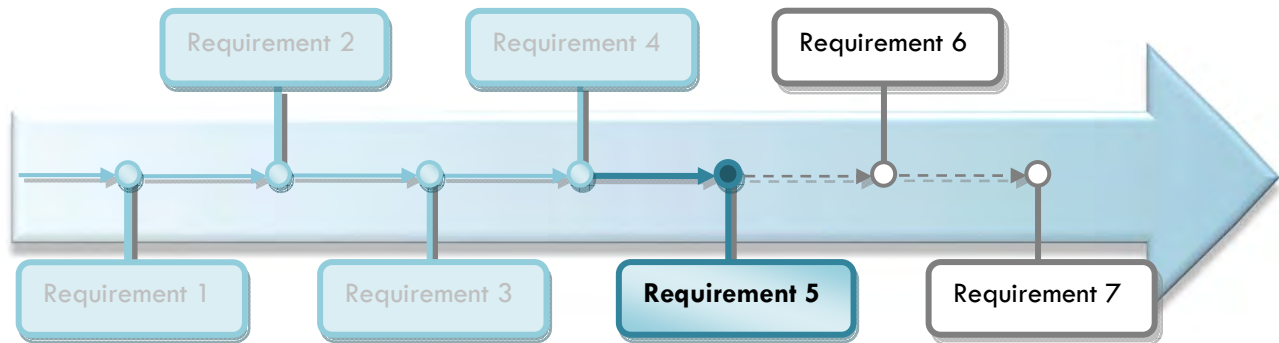 Requirement 2
Requirement 4
Requirement 6
Requirement 1
Requirement 3
Requirement 5
Requirement 7